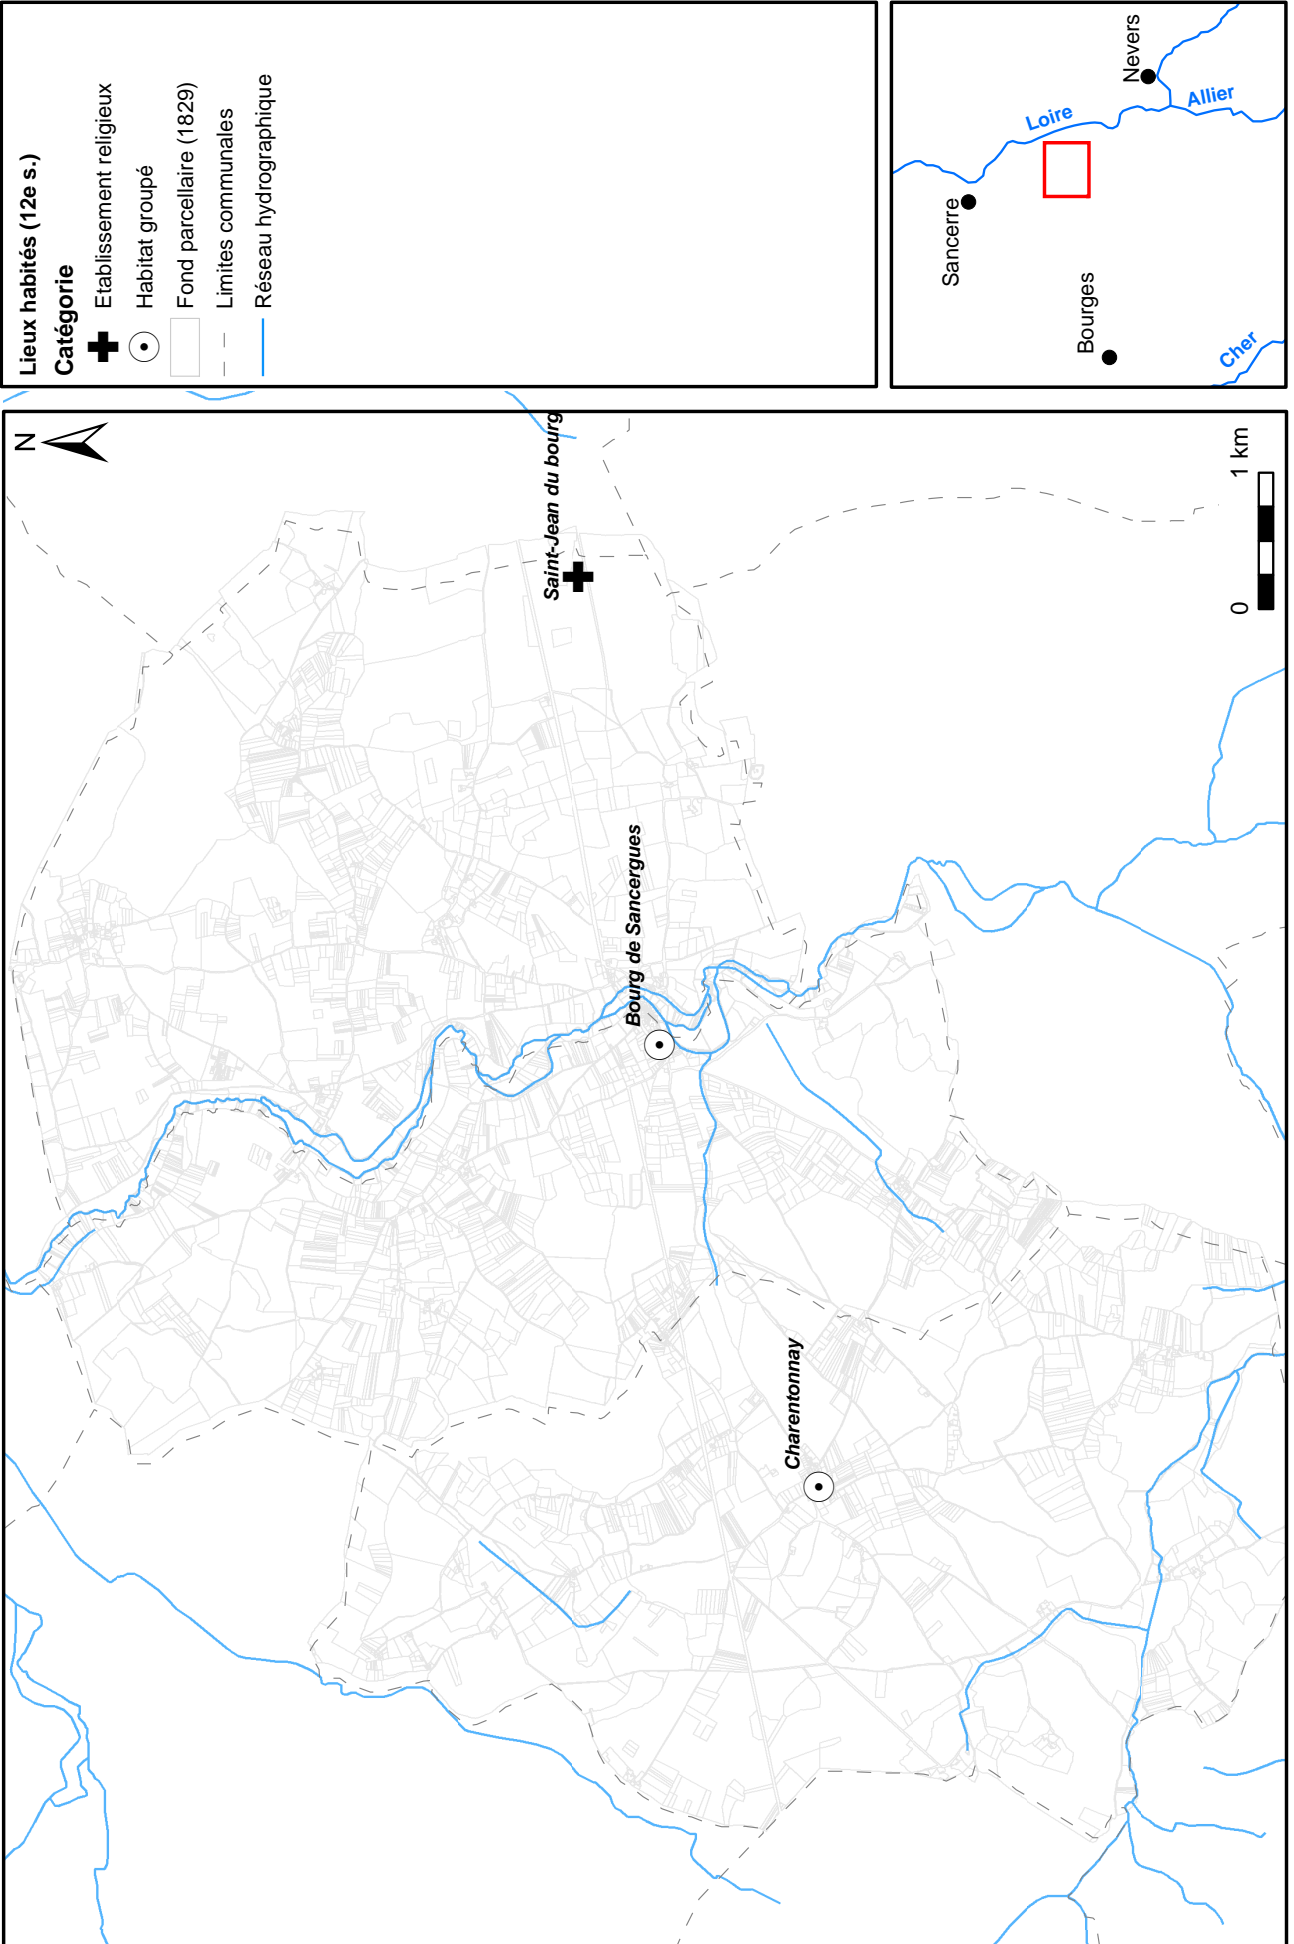 Lieux habités (12e s.)
Catégorie
Etablissement religieux
Habitat groupé
Fond parcellaire (1829)
Limites communales
Réseau hydrographique
Sancerre
Bourges
Nevers
Loire
Allier
Cher
N
Saint-Jean du bourg
Bourg de Sancergues
Charentonnay
0
1 km